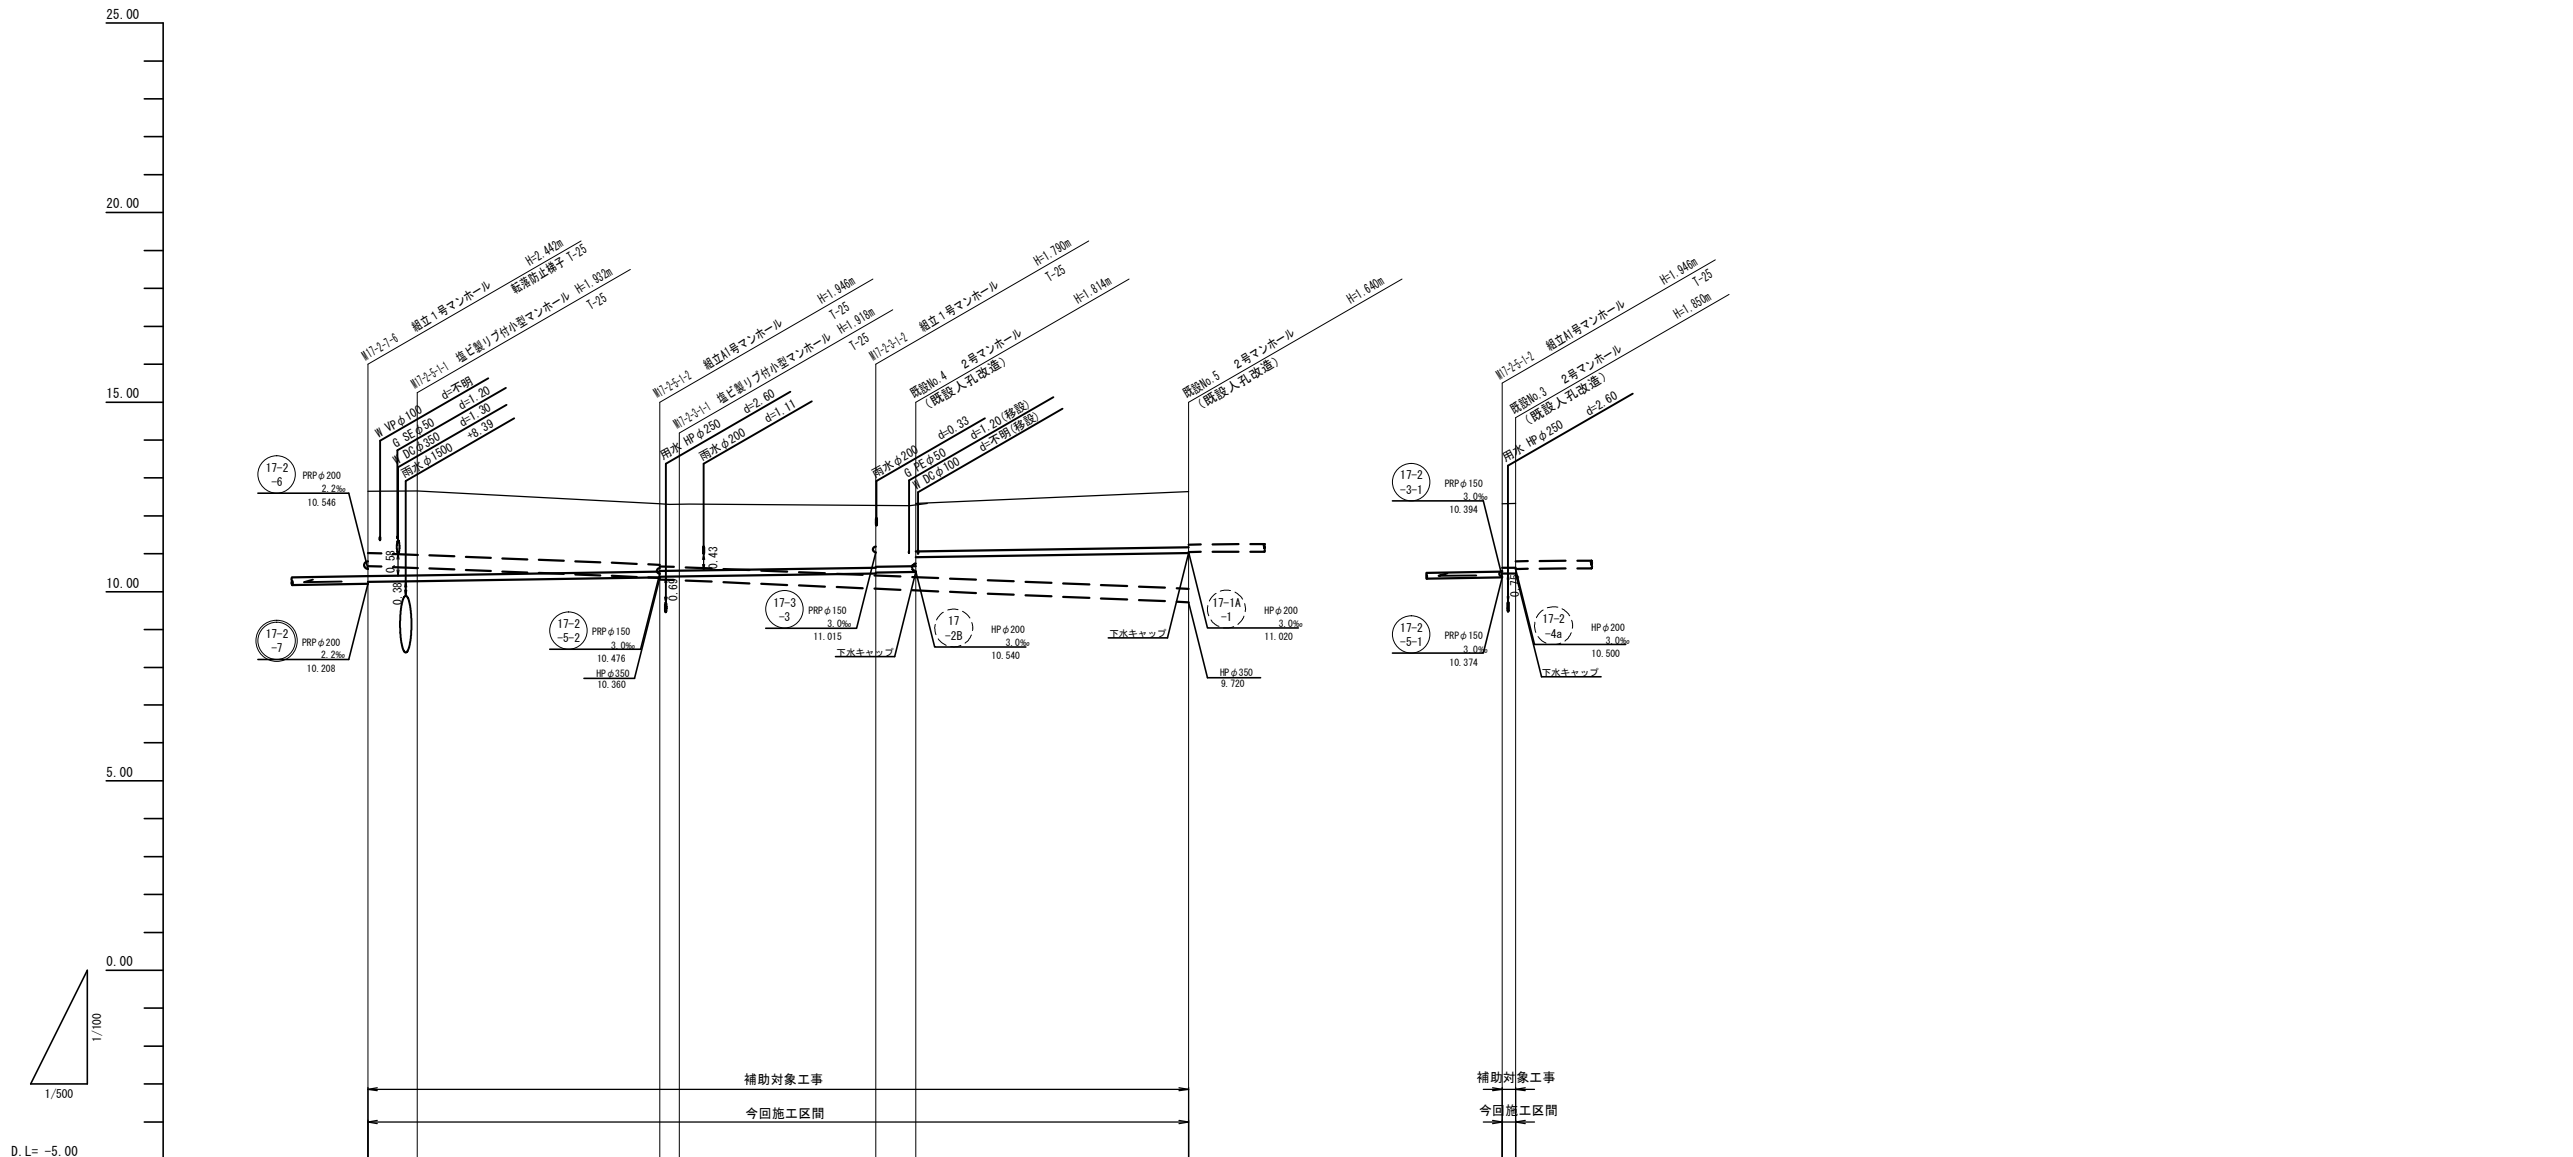 25.00
20.00
15.00
10.00
5.00
0.00
D.L= -5.00
1/100
1/500
M17-2-7-6 組立1号マンホール H=2.442m
転落防止梯子 T-25
M17-2-5-1-1 塩ビ製リブ付小型マンホール H=1.932m
T-25
W VPφ100 d=不明
G SEφ50 d=1.20
W DCφ350 d=1.30
雨水φ1500 +8.39
17-2
-6
PRPφ200
2.2‰
10.546
17-2
-7
PRPφ200
2.2‰
10.208
0.58
0.38
M17-2-5-1-2 組立A1号マンホール H=1.946m
T-25
M17-2-3-1-1 塩ビ製リブ付小型マンホール H=1.918m
T-25
用水 HPφ250 d=2.60
雨水φ200 d=1.11
0.43
0.69
17-2
-5-2
PRPφ150
3.0‰
10.476
HPφ350
10.360
M17-2-3-1-2 組立1号マンホール H=1.790m
T-25
既設No.4 2号マンホール H=1.814m
(既設人孔改造)
雨水φ200 d=0.33
G PEφ50 d=1.20(移設)
W DCφ100 d=不明(移設)
17-3
-3
PRPφ150
3.0‰
11.015
下水キャップ
17
-2B
HPφ200
3.0‰
10.540
既設No.5 2号マンホール H=1.640m
(既設人孔改造)
下水キャップ
17-1A
-1
HPφ200
3.0‰
11.020
HPφ350
9.720
M17-2-5-1-2 組立A1号マンホール H=1.946m
T-25
既設No.3 2号マンホール H=1.850m
(既設人孔改造)
用水 HPφ250 d=2.60
17-2
-3-1
PRPφ150
3.0‰
10.394
17-2
-5-1
PRPφ150
3.0‰
10.374
17-2
-4a
HPφ200
3.0‰
10.500
下水キャップ
補助対象工事
今回施工区間
補助対象工事
今回施工区間